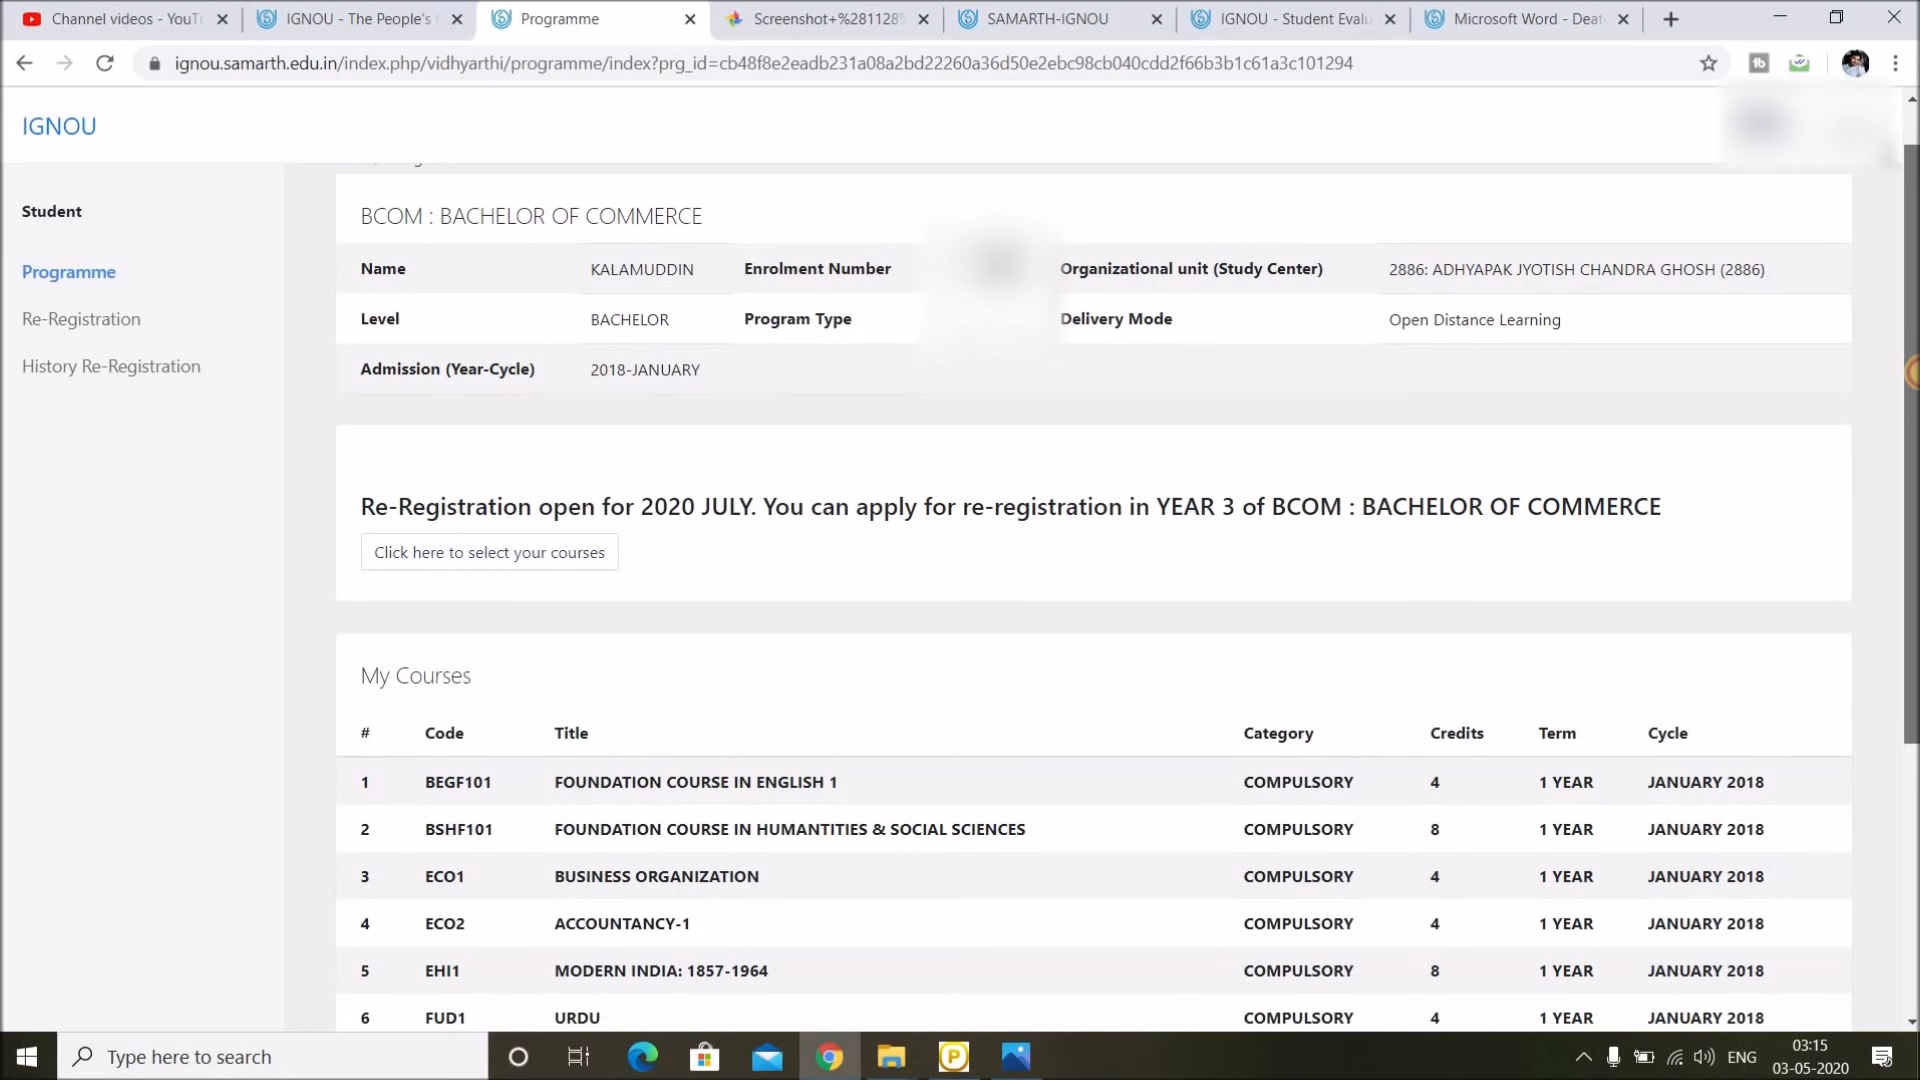 Channel videos - YouTu
IGNOU - The People's
Programme
Screenshot+%281128%
SAMARTH-IGNOU
IGNOU - Student Evalu
Microsoft Word - Deat
ignou.samarth.edu.in/index.php/vidhyarthi/programme/index?prg_id=cb48f8e2eadb231a08a2bd22260a36d50e2ebc98cb040cdd2f66b3b1c61a3c101294
IGNOU
Student
Programme
Re-Registration
History Re-Registration
BCOM : BACHELOR OF COMMERCE
Name KALAMUDDIN Enrolment Number Organizational unit (Study Center) 2886: ADHYAPAK JYOTISH CHANDRA GHOSH (2886)
Level BACHELOR Program Type Delivery Mode Open Distance Learning
Admission (Year-Cycle) 2018-JANUARY
Re-Registration open for 2020 JULY. You can apply for re-registration in YEAR 3 of BCOM : BACHELOR OF COMMERCE
Click here to select your courses
My Courses
# Code Title Category Credits Term Cycle
1 BEGF101 FOUNDATION COURSE IN ENGLISH 1 COMPULSORY 4 1 YEAR JANUARY 2018
2 BSHF101 FOUNDATION COURSE IN HUMANTITIES & SOCIAL SCIENCES COMPULSORY 8 1 YEAR JANUARY 2018
3 ECO1 BUSINESS ORGANIZATION COMPULSORY 4 1 YEAR JANUARY 2018
4 ECO2 ACCOUNTANCY-1 COMPULSORY 4 1 YEAR JANUARY 2018
5 EHI1 MODERN INDIA: 1857-1964 COMPULSORY 8 1 YEAR JANUARY 2018
6 FUD1 URDU COMPULSORY 4 1 YEAR JANUARY 2018
Type here to search
ENG
03:15
03-05-2020